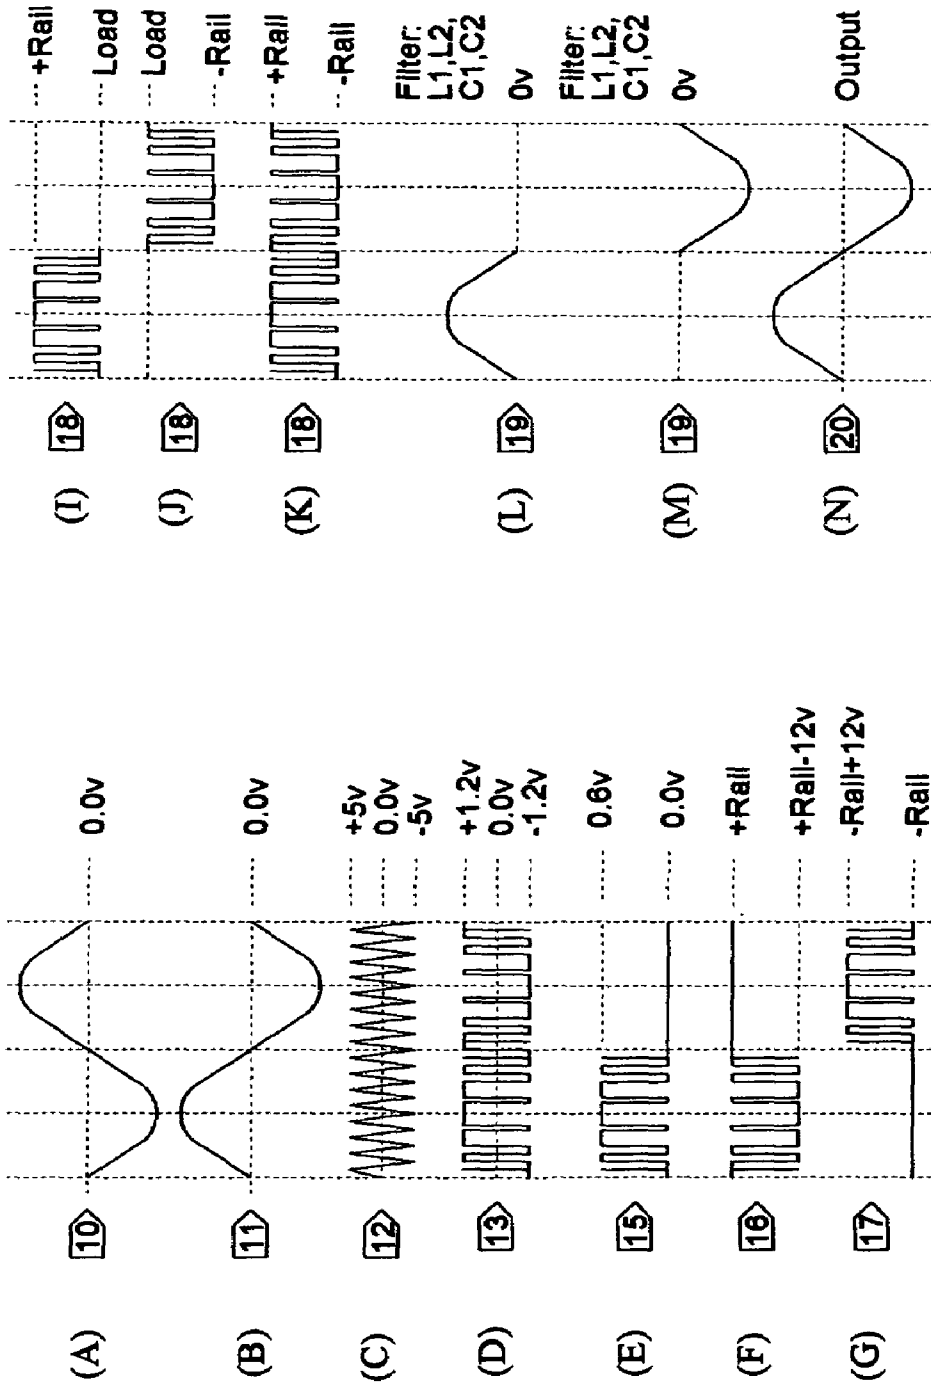 (A)
10
0.0v
(B)
11
0.0v
(C)
12
+5v
0.0v
-5v
(D)
13
+1.2v
0.0v
-1.2v
(E)
15
0.6v
0.0v
(F)
16
+Rail
+Rail-12v
(G)
17
-Rail+12v
-Rail
(I)
18
+Rail
Load
(J)
18
Load
-Rail
(K)
18
+Rail
-Rail
(L)
19
Filter:
L1,L2,
C1,C2
0v
(M)
19
Filter:
L1,L2,
C1,C2
0v
(N)
20
Output